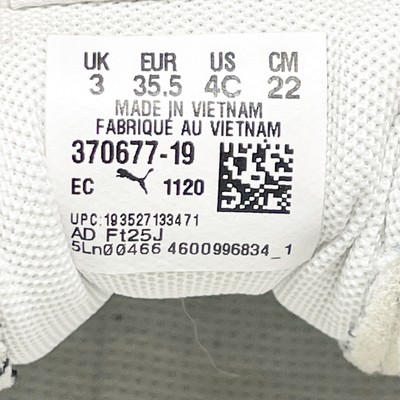 UK EUR US CM
3 35.5 4C 22
MADE IN VIETNAM
FABRIQUÉ AU VIETNAM
370677-19
EC 1120
UPC:193527133471
AD Ft25J
5Ln00466 4600996834_1